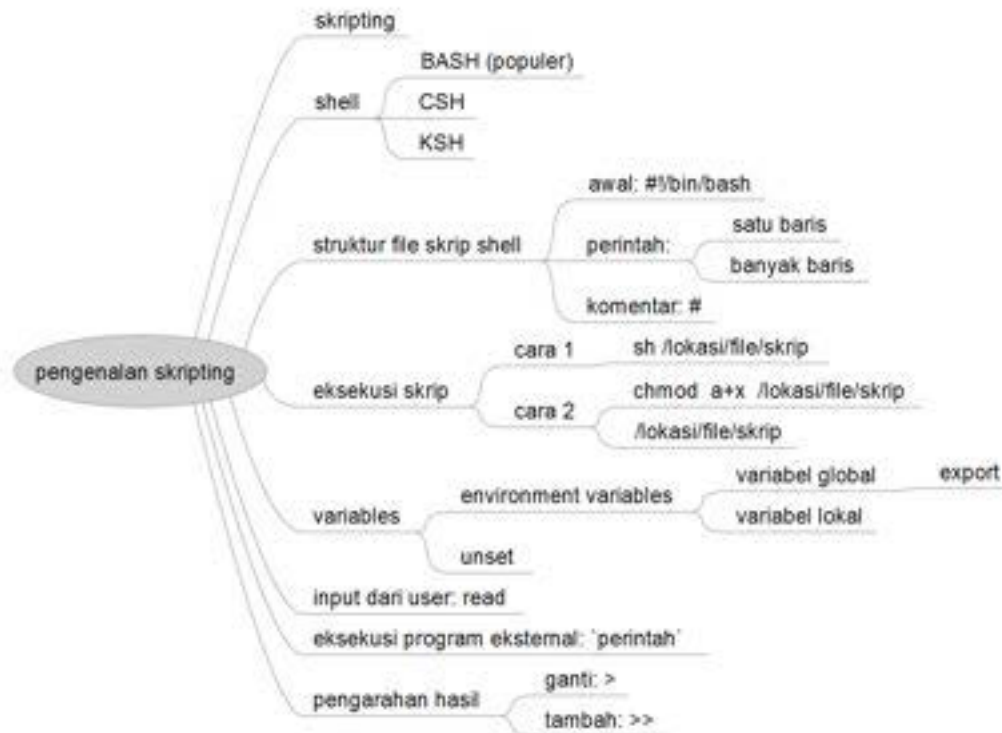 skripting
shell
BASH (populer)
CSH
KSH
struktur file skrip shell
awal: #!/bin/bash
perintah:
satu baris
banyak baris
komentar: #
pengenalan skripting
eksekusi skrip
cara 1
sh /lokasi/file/skrip
cara 2
chmod a+x /lokasi/file/skrip
/lokasi/file/skrip
variables
environment variables
variabel global
export
variabel lokal
unset
input dari user: read
eksekusi program eksternal: `perintah`
pengarahan hasil
ganti: >
tambah: >>